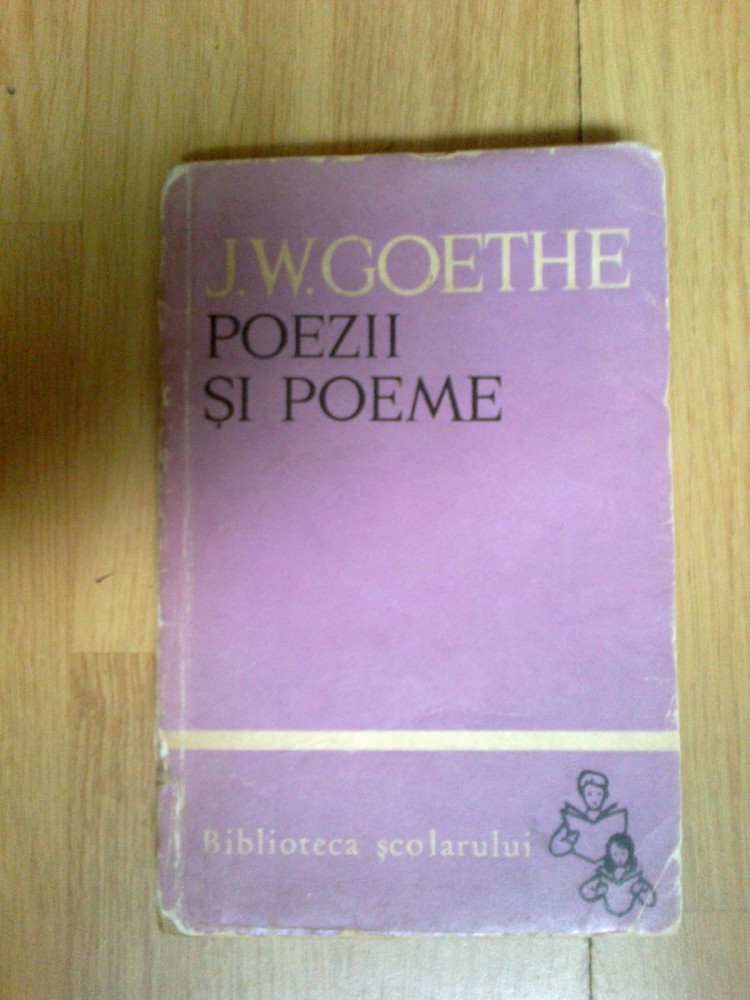 J.W.GOETHE
POEZII
ȘI POEME
Biblioteca școlarului